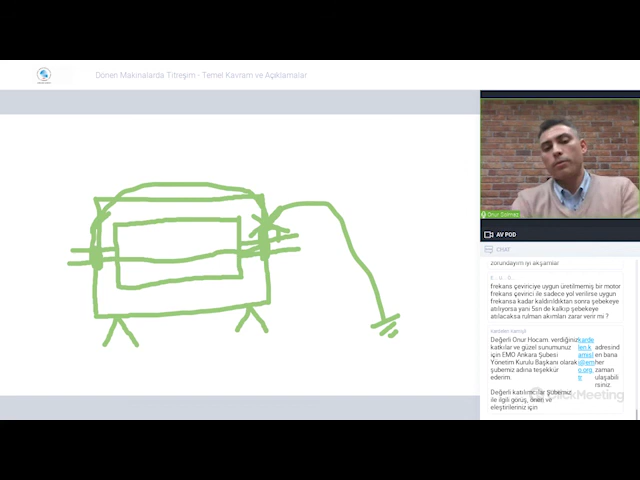 Dönen Makinalarda Titreşim - Temel Kavram ve Açıklamalar
Onur Solmaz
AV POD
CHAT
zorundayım iyi akşamlar
frekans çeviriciye uygun üretilmemiş bir motor
frekans çevirici ile sadece yol verilirse uygun
frekansa kadar kaldırıldıktan sonra şebekeye
atılıyorsa yani 5sn de kalkıp şebekeye
atılacaksa rulman akımları zarar verir mi ?
Değerli Onur Hocam. verdiğiniz
katkılar ve güzel sunumunuz
için EMO Ankara Şubesi
Yönetim Kurulu Başkanı olarak
şubemiz adına teşekkür
ederim.
adresind
en bana
her
zaman
ulaşabili
rsiniz
Değerli katılımcılar Şubemiz
ile ilgili görüş, öneri ve
eleştirileriniz için
ClickMeeting